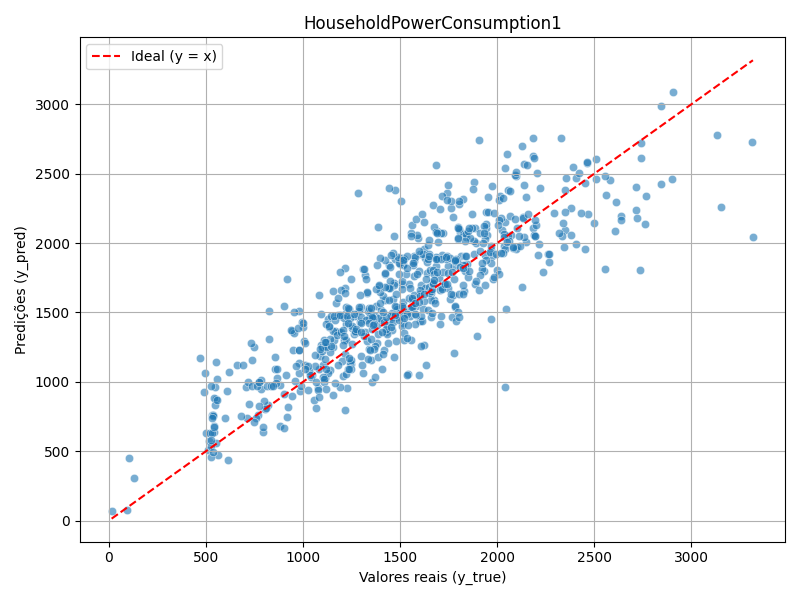 HouseholdPowerConsumption1
Ideal (y = x)
Predições (y_pred)
3000
2500
2000
1500
1000
500
0
0 500 1000 1500 2000 2500 3000
Valores reais (y_true)